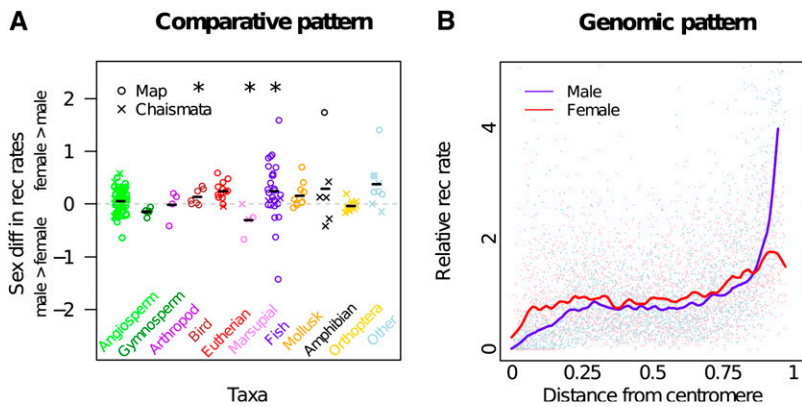 A Comparative pattern
Sex diff in rec rates
male > female female > male
2
1
0
−1
−2
○ Map
× Chaismata
* * *
Angiosperm
Gymnosperm
Arthropod
Bird
Eutherian
Marsupial
Fish
Mollusk
Amphibian
Orthoptera
Other
Taxa
B Genomic pattern
Relative rec rate
4
2
0
Male
Female
0 0.25 0.5 0.75 1
Distance from centromere